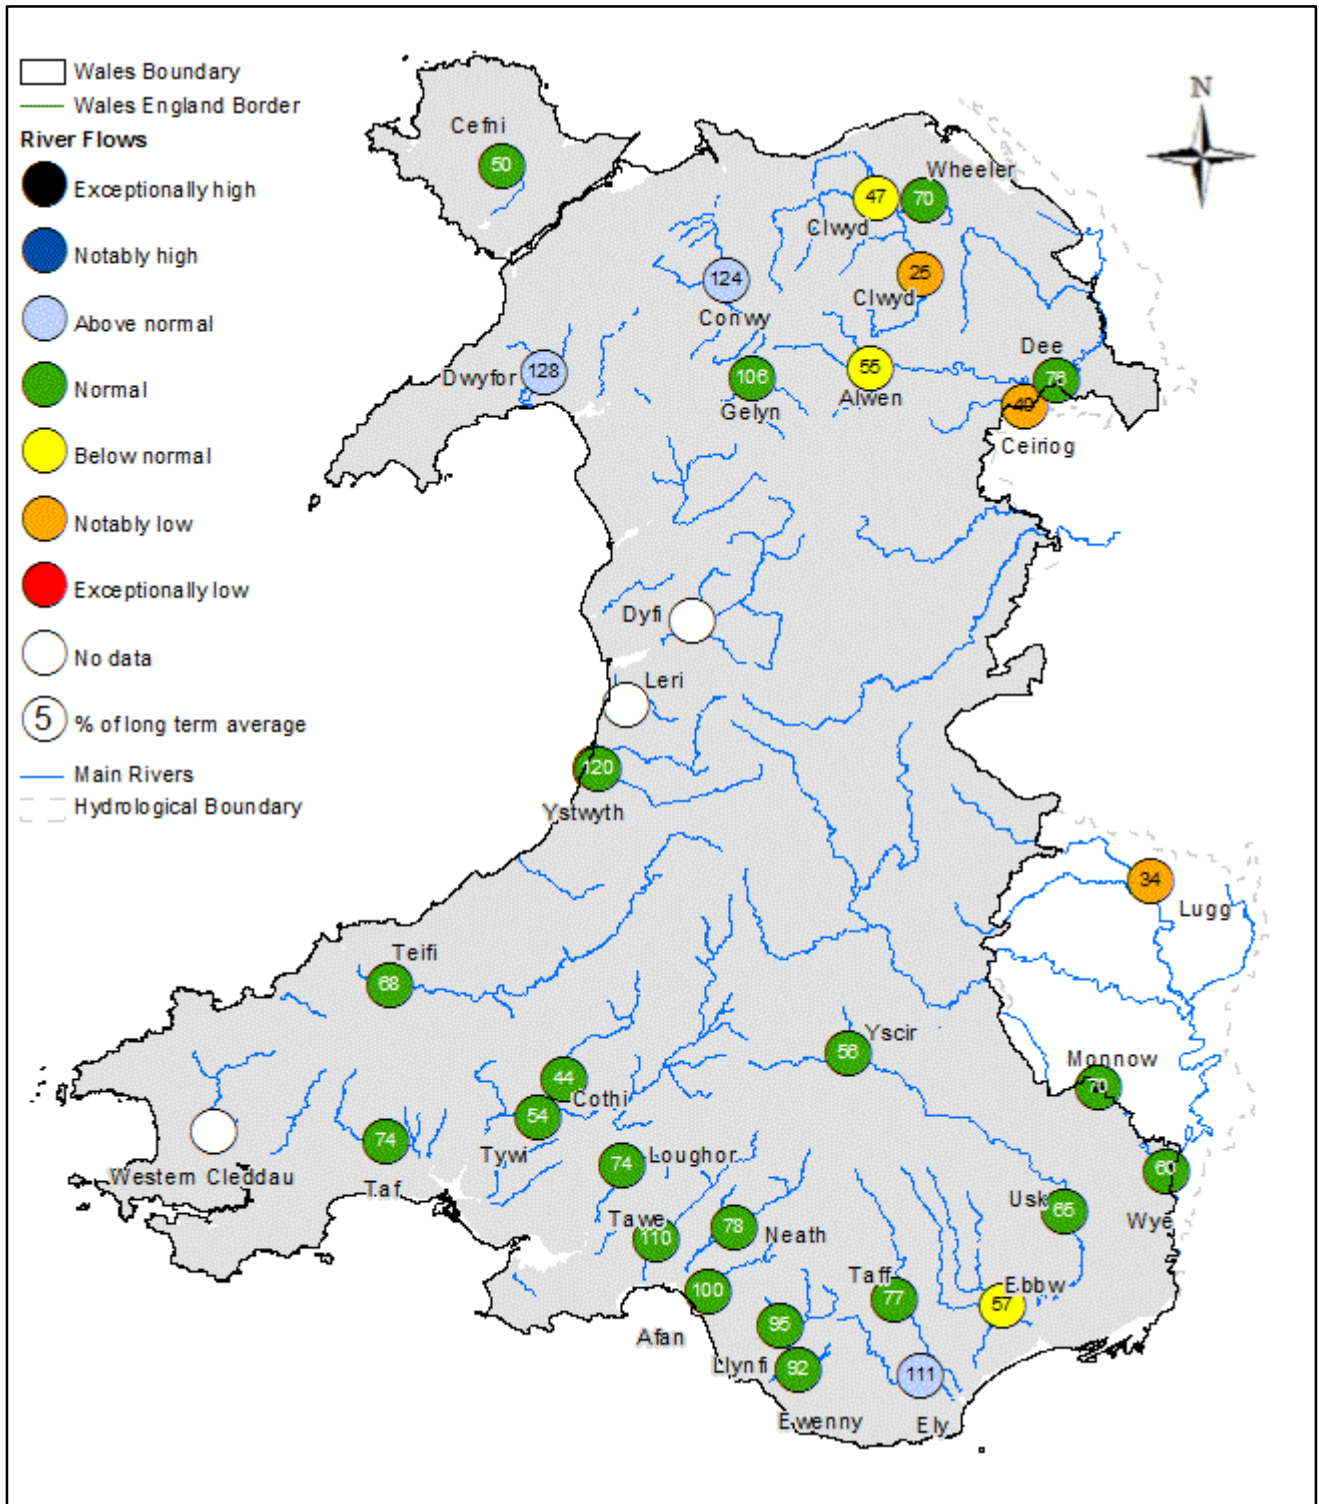 Wales Boundary
Wales England Border
River Flows
Exceptionally high
Notably high
Above normal
Normal
Below normal
Notably low
Exceptionally low
No data
5 % of long term average
Main Rivers
Hydrological Boundary
N
Cefni
50
Wheeler
47
70
Clwyd
124
25
Conwy
Clwyd
Dee
Dwyfor
128
106
55
76
Gelyn
Alwen
49
Ceiriog
Dyfi
Leri
120
Ystwyth
34
Lugg
Teifi
68
Yscir
56
Monnow
70
44
Cothi
54
Tywi
74
Western Cleddau
Taf
74
Loughor
60
Wye
Usk
65
Tawe
110
78
Neath
Taff
77
Ebbw
57
100
Afan
95
Llynfi
92
Ewenny
111
Ely